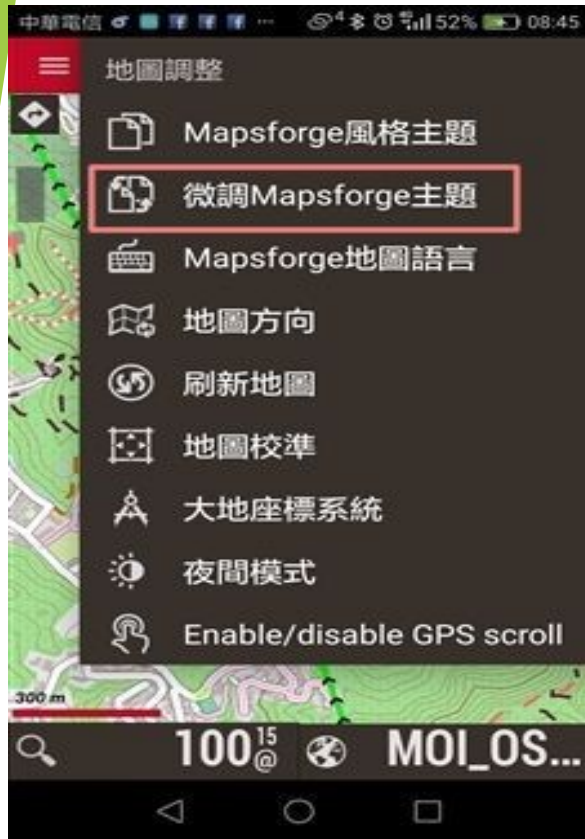 中華電信 ... 4 4G 52% 08:45
地圖調整
Mapsforge風格主題
微調Mapsforge主題
Mapsforge地圖語言
地圖方向
刷新地圖
地圖校準
大地座標系統
夜間模式
Enable/disable GPS scroll
300 m
100 15 @ MOI_OS...